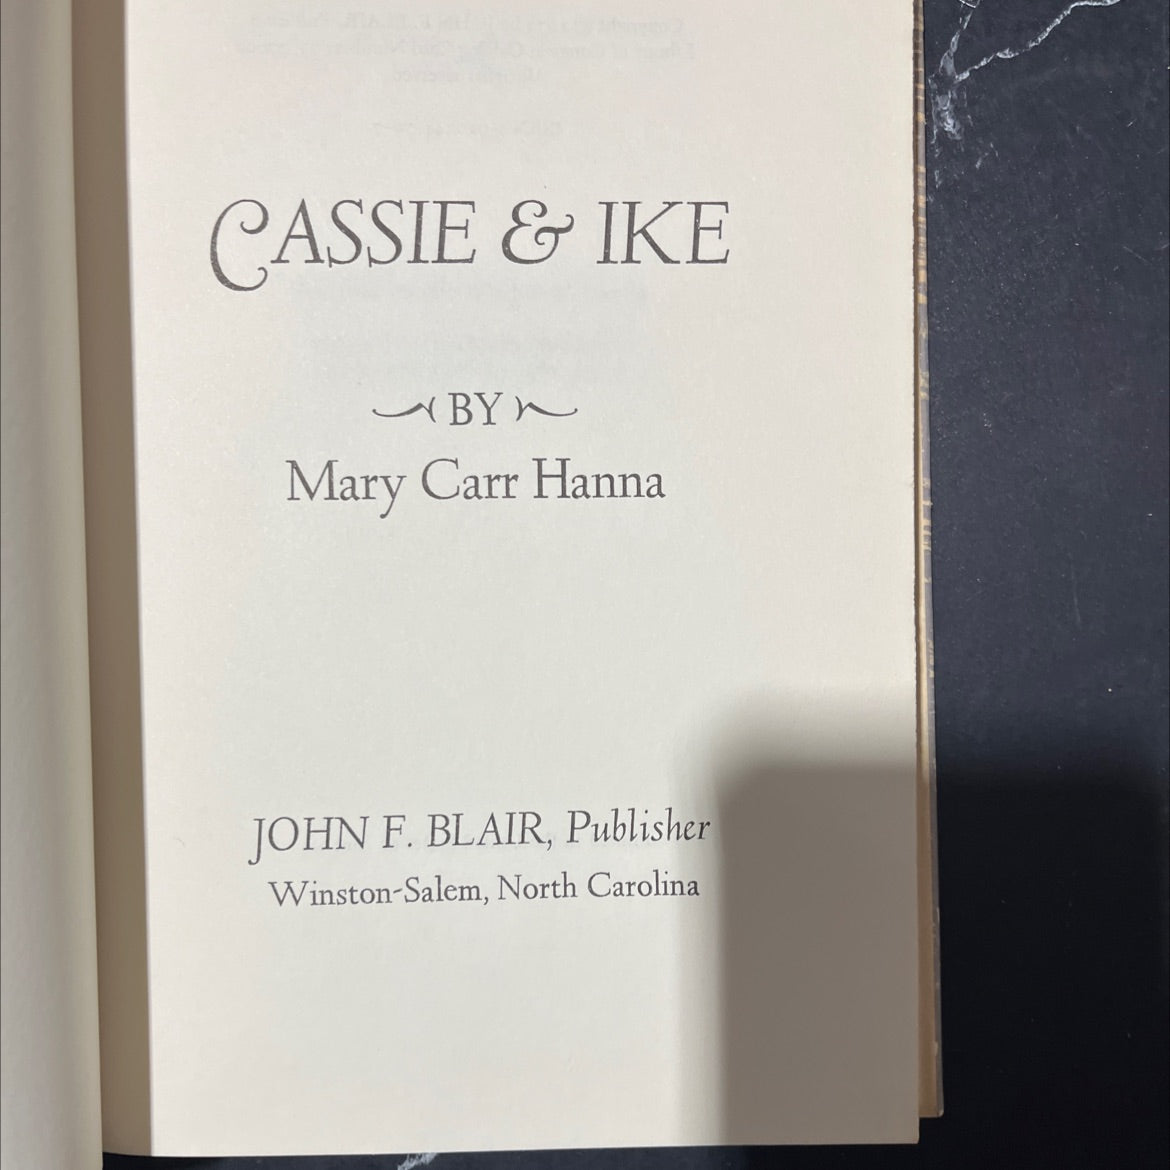 CASSIE & IKE
BY
Mary Carr Hanna
JOHN F. BLAIR, Publisher
Winston-Salem, North Carolina